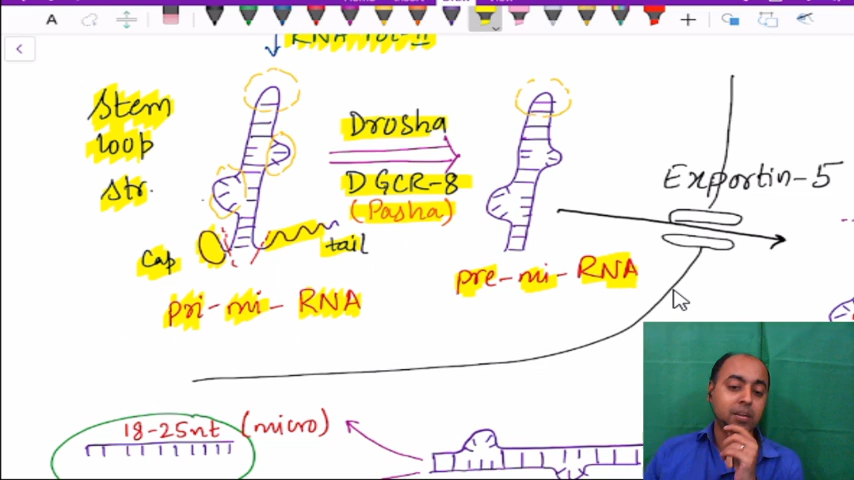 A
RNA Pol-II
Stem
loop
str.
Drosha
DGCR-8
(Pasha)
Exportin-5
Cap
tail
pri-mi-RNA
pre-mi-RNA
18-25nt (micro)